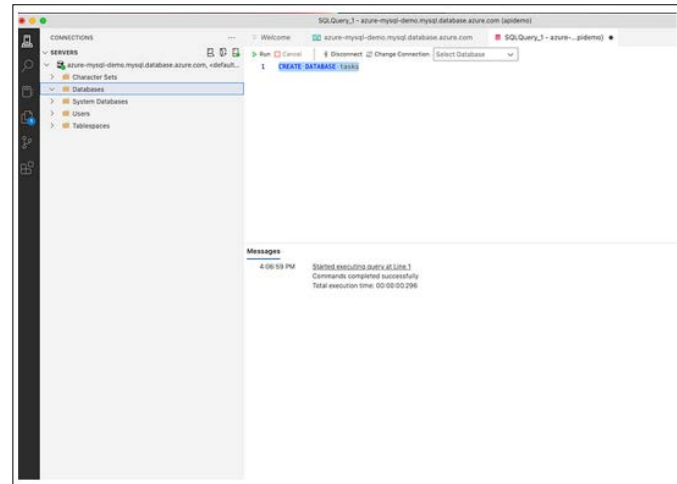 SQLQuery_1 - azure-mysql-demo.mysql.database.azure.com (apidemo)
CONNECTIONS
Welcome
azure-mysql-demo.mysql.database.azure.com
SQLQuery_1 - azure-...pidemo)
SERVERS
Run Cancel Disconnect Change Connection Select Database
azure-mysql-demo.mysql.database.azure.com, <default...
1 CREATE DATABASE tasks
Character Sets
Databases
System Databases
Users
Tablespaces
Messages
4:06:59 PM Started executing query at Line 1
Commands completed successfully
Total execution time: 00:00:00.296